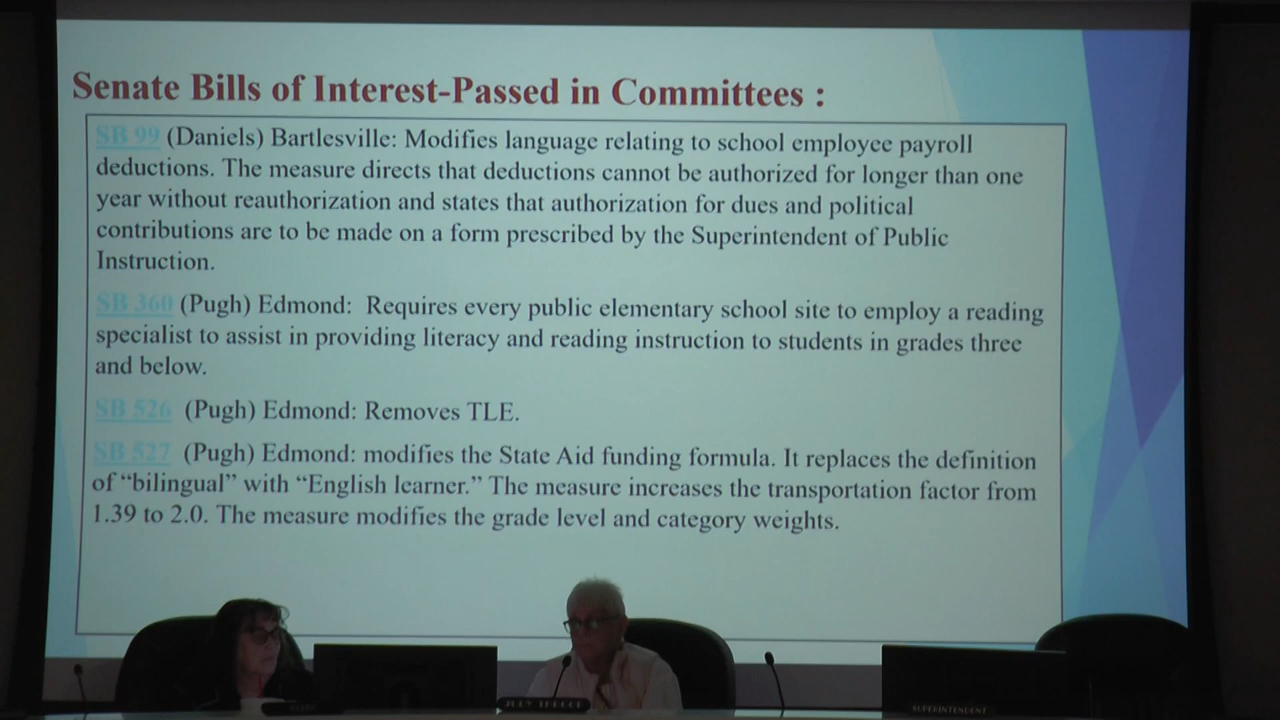 Senate Bills of Interest-Passed in Committees :
SB 99 (Daniels) Bartlesville: Modifies language relating to school employee payroll
deductions. The measure directs that deductions cannot be authorized for longer than one
year without reauthorization and states that authorization for dues and political
contributions are to be made on a form prescribed by the Superintendent of Public
Instruction.
SB 360 (Pugh) Edmond: Requires every public elementary school site to employ a reading
specialist to assist in providing literacy and reading instruction to students in grades three
and below.
SB 526 (Pugh) Edmond: Removes TLE.
SB 527 (Pugh) Edmond: modifies the State Aid funding formula. It replaces the definition
of “bilingual” with “English learner.” The measure increases the transportation factor from
1.39 to 2.0. The measure modifies the grade level and category weights.
SUPERINTENDENT